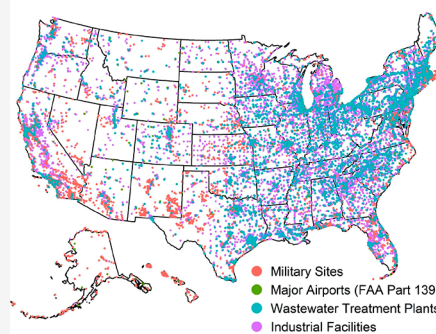 Military Sites
Major Airports (FAA Part 139
Wastewater Treatment Plants
Industrial Facilities